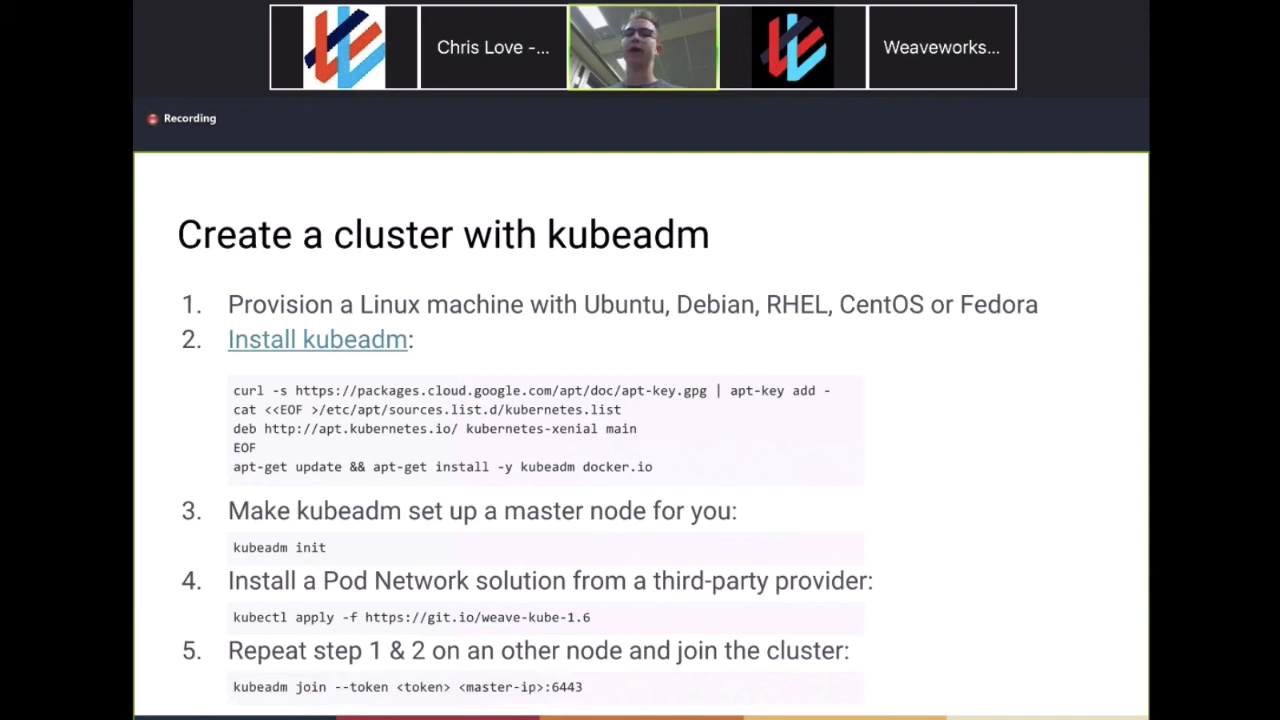 Chris Love -...
Weaveworks...
Recording
Create a cluster with kubeadm
1. Provision a Linux machine with Ubuntu, Debian, RHEL, CentOS or Fedora
2. Install kubeadm:
curl -s https://packages.cloud.google.com/apt/doc/apt-key.gpg | apt-key add -
cat <<EOF >/etc/apt/sources.list.d/kubernetes.list
deb http://apt.kubernetes.io/ kubernetes-xenial main
EOF
apt-get update && apt-get install -y kubeadm docker.io
3. Make kubeadm set up a master node for you:
kubeadm init
4. Install a Pod Network solution from a third-party provider:
kubectl apply -f https://git.io/weave-kube-1.6
5. Repeat step 1 & 2 on an other node and join the cluster:
kubeadm join --token <token> <master-ip>:6443